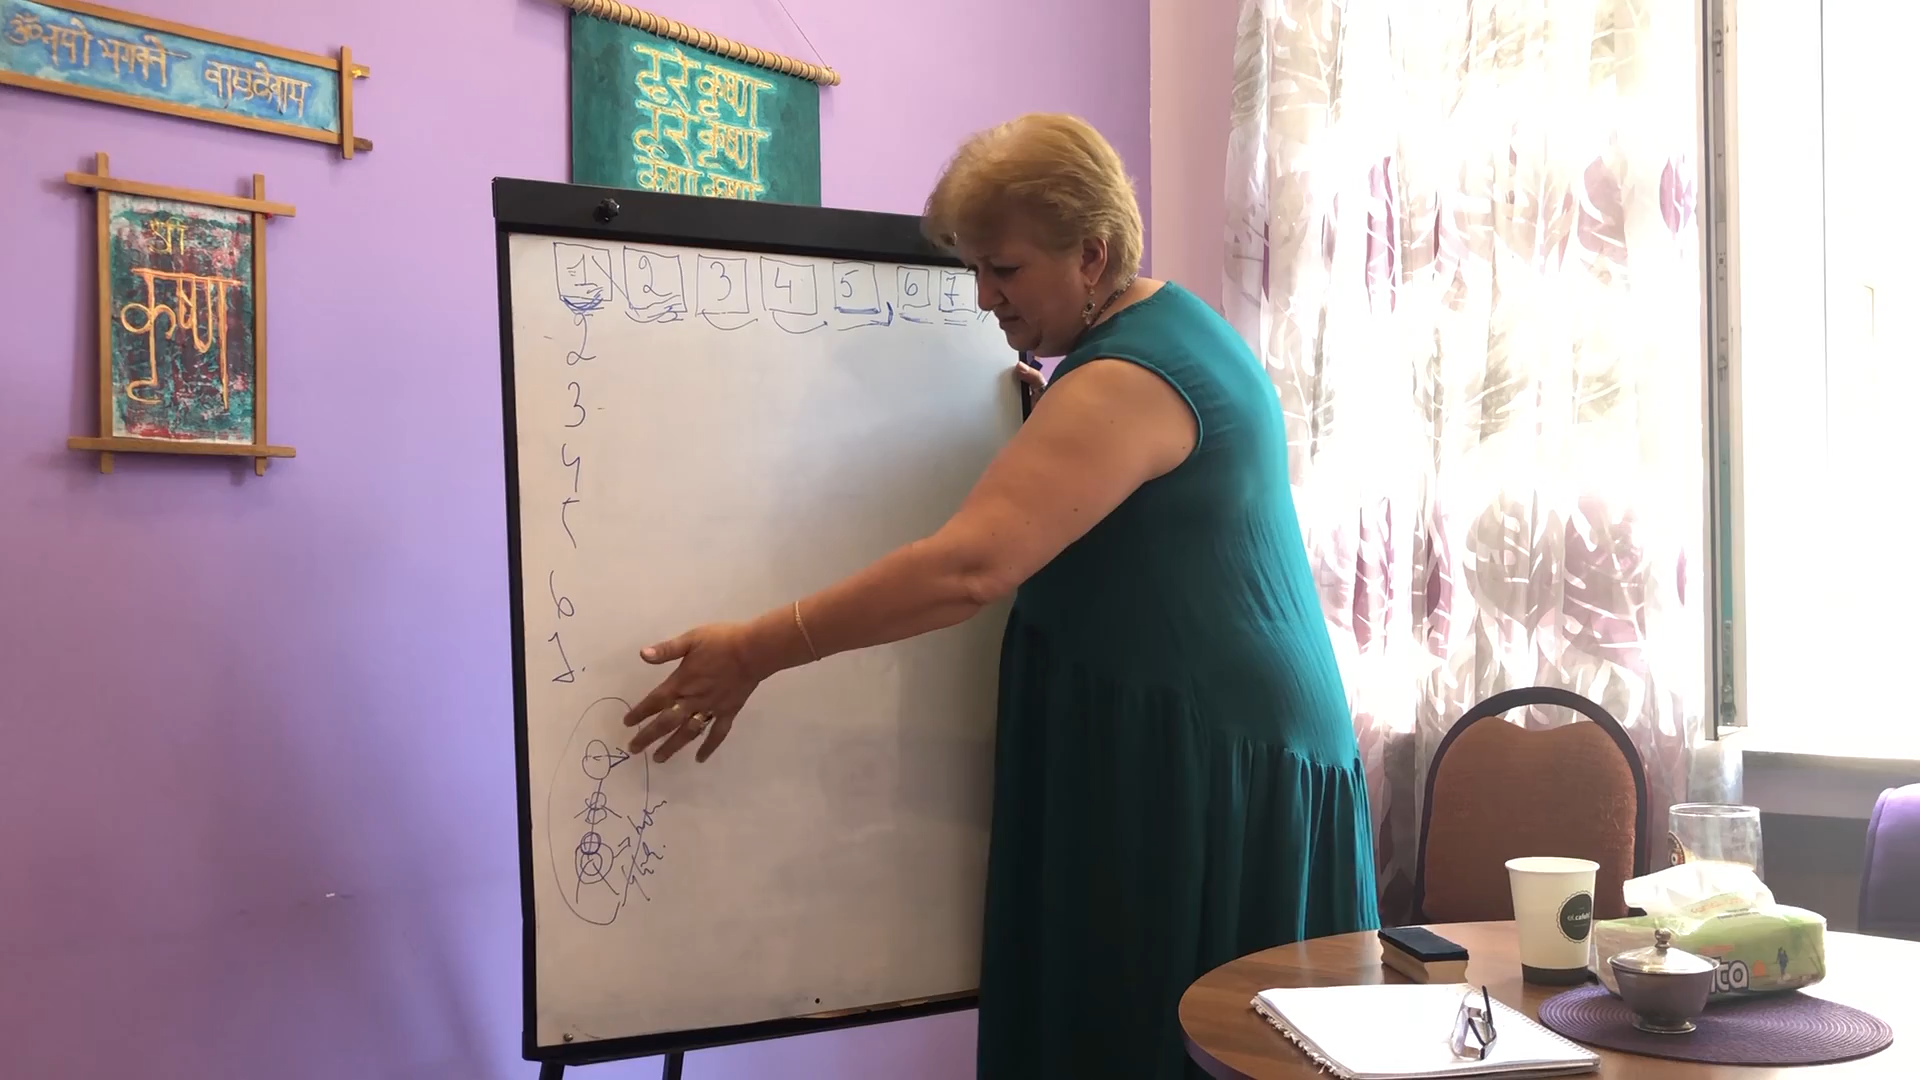 ॐ नमो भगवते वासुदेवाय
हरे कृष्ण
हरे कृष्ण
कृष्ण कृष्ण
श्री
कृष्ण
1 2 3 4 5 6 7
2
3
4
5
6
7